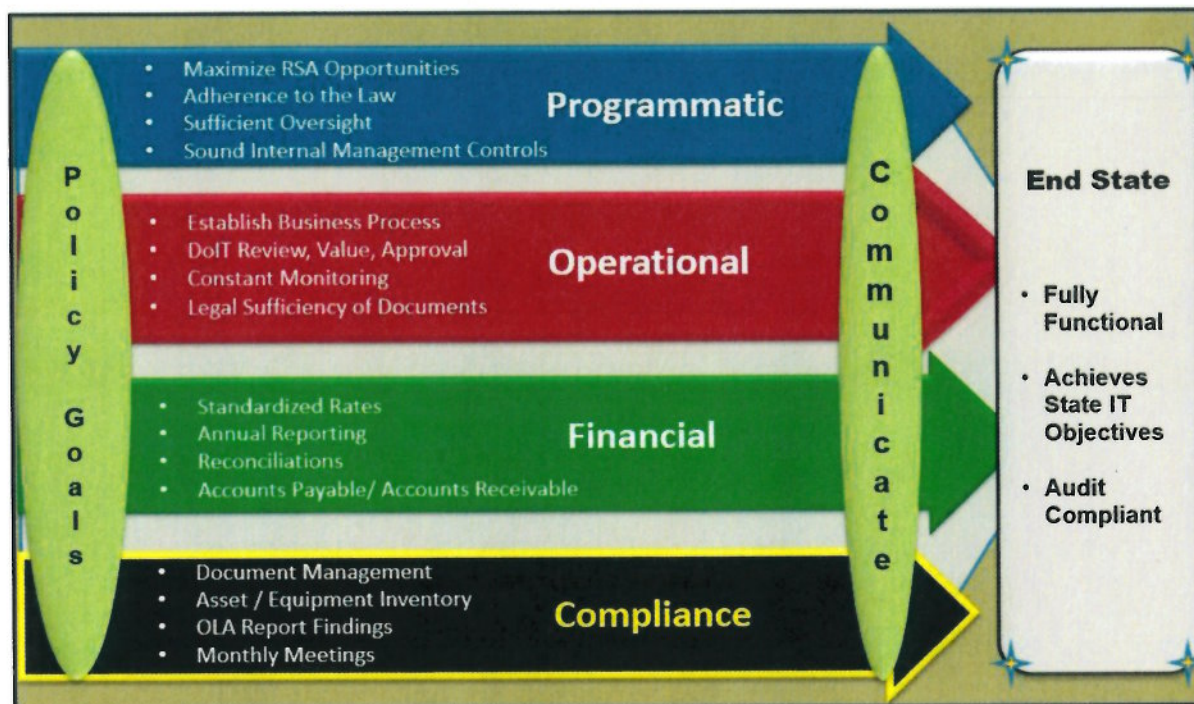 Policy Goals
• Maximize RSA Opportunities
• Adherence to the Law
• Sufficient Oversight
• Sound Internal Management Controls
Programmatic
• Establish Business Process
• DoIT Review, Value, Approval
• Constant Monitoring
• Legal Sufficiency of Documents
Operational
• Standardized Rates
• Annual Reporting
• Reconciliations
• Accounts Payable/ Accounts Receivable
Financial
• Document Management
• Asset / Equipment Inventory
• OLA Report Findings
• Monthly Meetings
Compliance
Communicate
End State
• Fully
Functional
• Achieves
State IT
Objectives
• Audit
Compliant